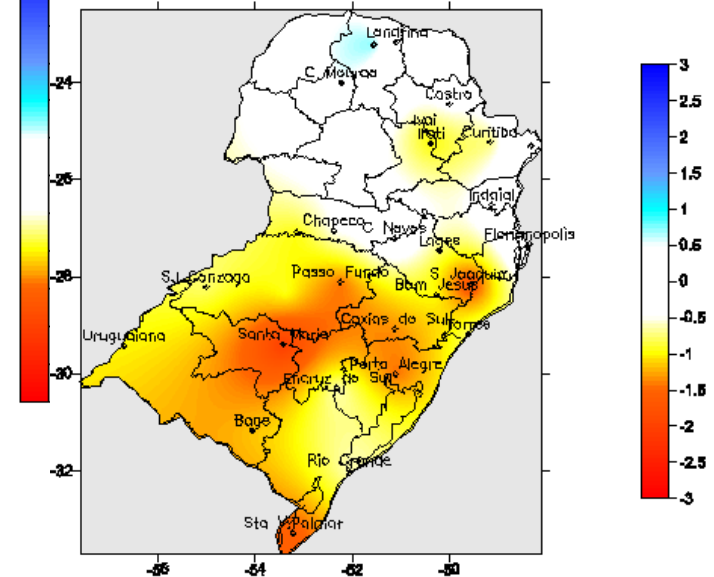 Londrina
-24
C. Mourao
Castro
Ivai
Irati
Curitiba
-26
Indaial
Chapeco
C Novos
Florianopolis
Lages
-28
S.L.Gonzaga
Passo Fundo
S Joaquim
Bom Jesus
Caxias do Sul
Torres
Uruguaiana
Santa Maria
-30
Porto Alegre
Encruz do Sul
Bage
-32
Rio Grande
Sta V Palmar
-56
-54
-52
-50
3
2.5
2
1.5
1
0.5
0
-0.5
-1
-1.5
-2
-2.5
-3